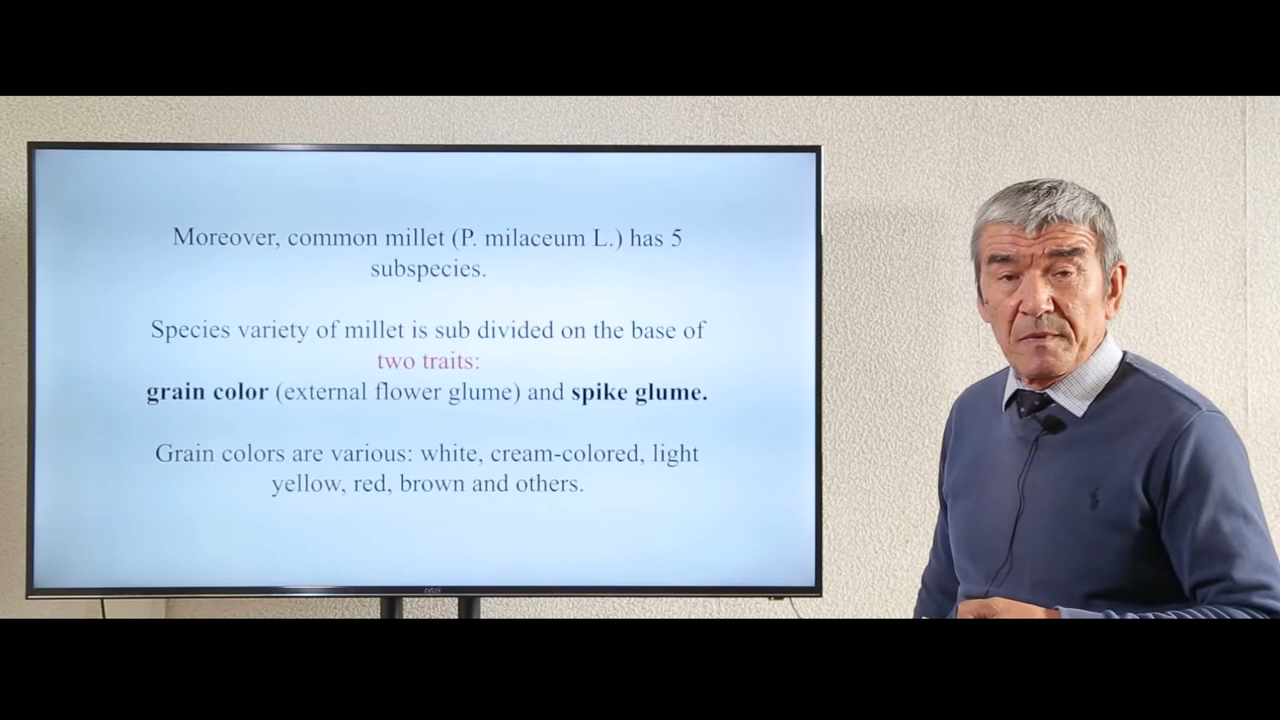 Moreover, common millet (P. milaceum L.) has 5
subspecies.
Species variety of millet is sub divided on the base of
two traits:
grain color (external flower glume) and spike glume.
Grain colors are various: white, cream-colored, light
yellow, red, brown and others.